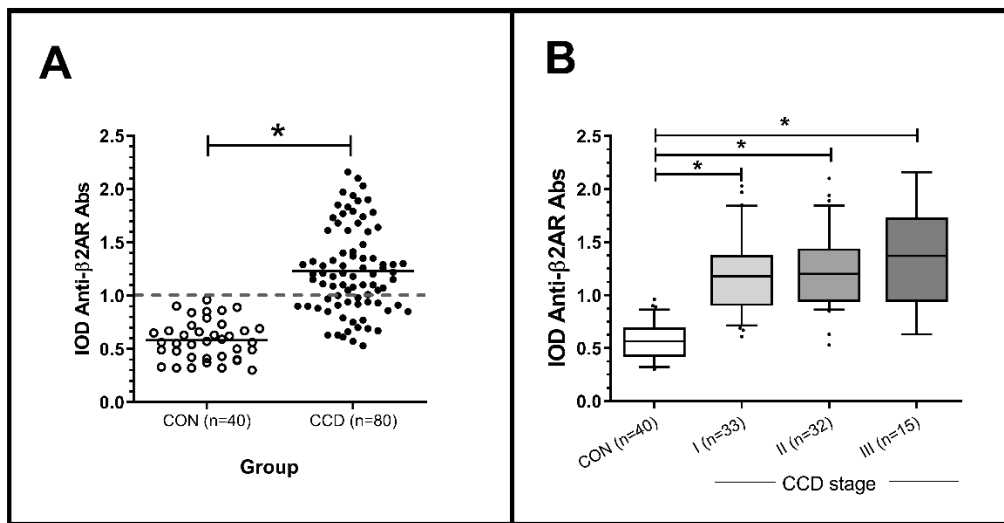 A
*
IOD Anti-β2AR Abs
2.5
2.0
1.5
1.0
0.5
0.0
CON (n=40)
CCD (n=80)
Group
B
*
*
*
IOD Anti-β2AR Abs
2.5
2.0
1.5
1.0
0.5
0.0
CON (n=40)
I (n=33)
II (n=32)
III (n=15)
CCD stage